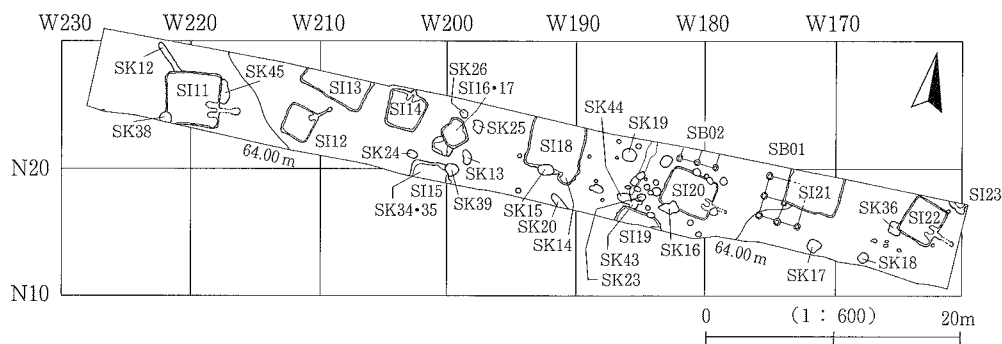 W230 W220 W210 W200 W190 W180 W170
SK12
SK45
SI11
SK38
SI13
SI12
64.00m
SI14
SK26
SI16・17
SK25
SK24
SK13
SI15
SK34・35
SK39
SI18
SK15
SK20
SK14
SK44
SK19
SB02
SB01
SI20
SI21
SI19
SK16
SK43
SK23
64.00m
SK36
SI22
SI23
SK17
SK18
N20
N10
0 (1：600) 20m